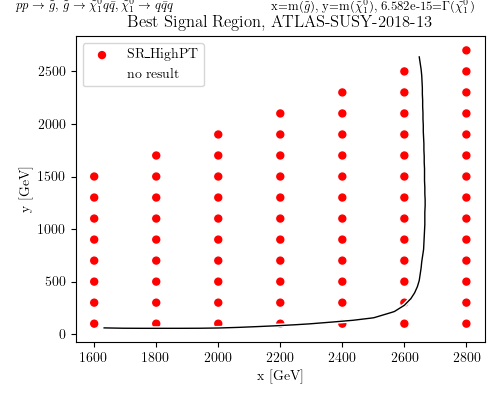 pp → g̃, g̃ → χ̃₁⁰qq̄, χ̃₁⁰ → qq̄q x=m(g̃), y=m(χ̃₁⁰), 6.582e-15=Γ(χ̃₁⁰)
Best Signal Region, ATLAS-SUSY-2018-13
SR_HighPT
no result
2500
2000
1500
1000
500
0
y [GeV]
1600 1800 2000 2200 2400 2600 2800
x [GeV]